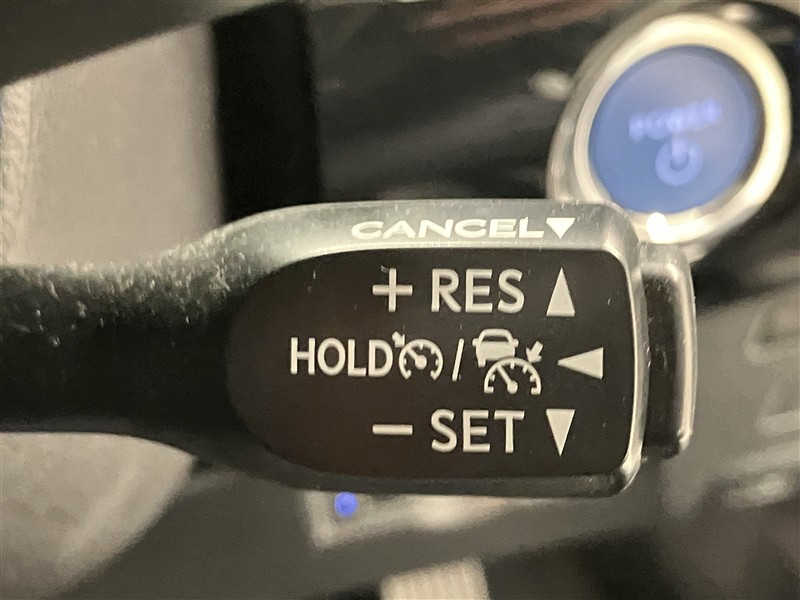 POWER
CANCEL▼
+ RES ▲
HOLD / ◀
− SET ▼